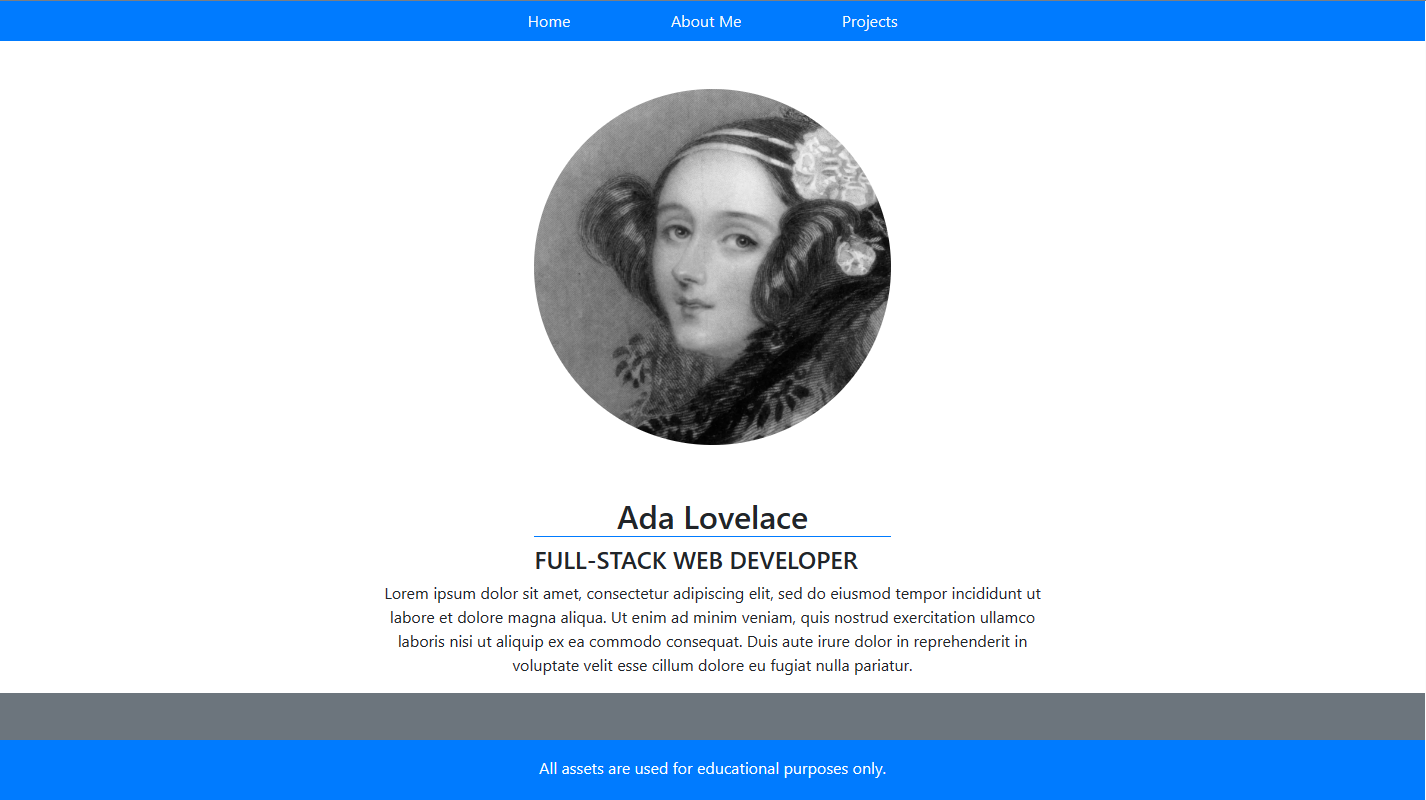 Home About Me Projects
Ada Lovelace
FULL-STACK WEB DEVELOPER
Lorem ipsum dolor sit amet, consectetur adipiscing elit, sed do eiusmod tempor incididunt ut
labore et dolore magna aliqua. Ut enim ad minim veniam, quis nostrud exercitation ullamco
laboris nisi ut aliquip ex ea commodo consequat. Duis aute irure dolor in reprehenderit in
voluptate velit esse cillum dolore eu fugiat nulla pariatur.
All assets are used for educational purposes only.